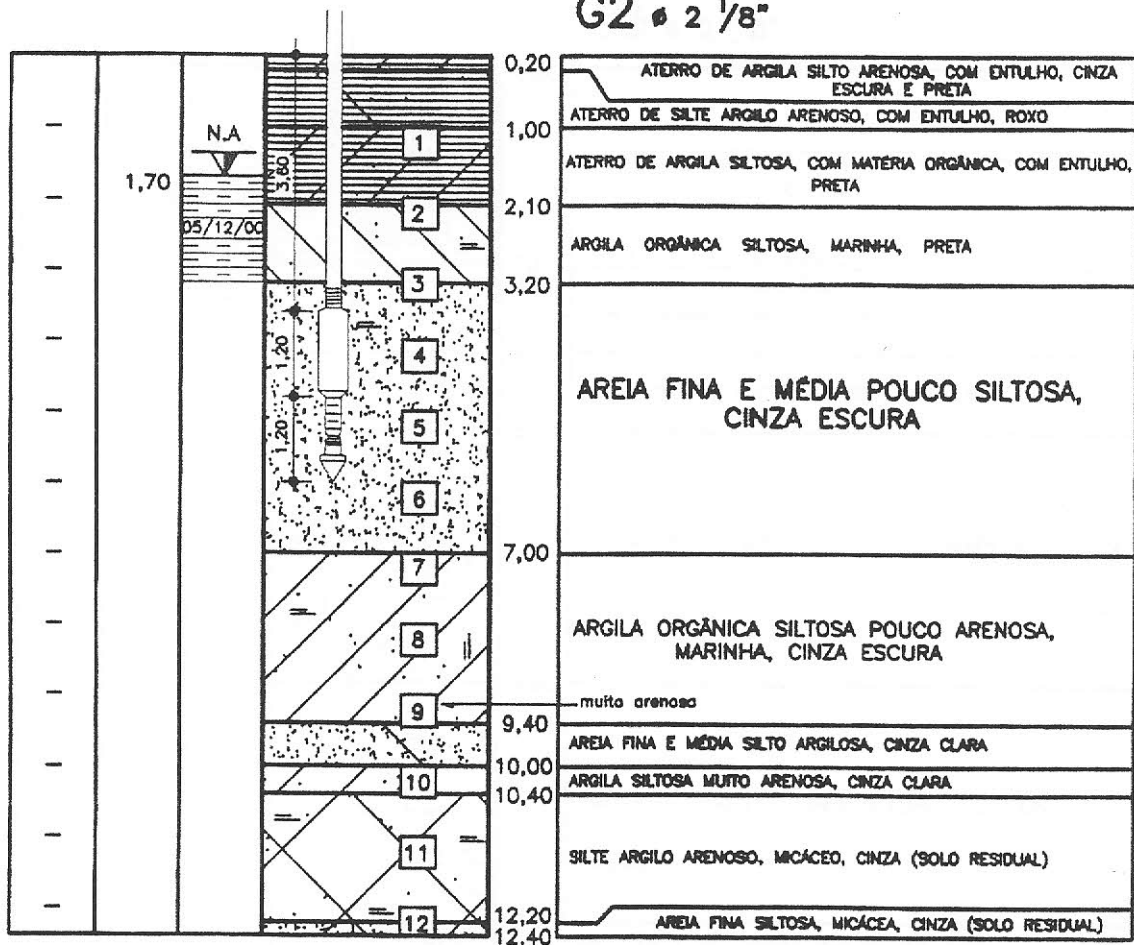 G2 ø 2 1/8"
0,20
ATERRO DE ARGILA SILTO ARENOSA, COM ENTULHO, CINZA
ESCURA E PRETA
ATERRO DE SILTE ARGILO ARENOSO, COM ENTULHO, ROXO
1,00
1
N.A
1,70
3,60
ATERRO DE ARGILA SILTOSA, COM MATÉRIA ORGÂNICA, COM ENTULHO,
PRETA
2,10
2
05/12/00
ARGILA ORGÂNICA SILTOSA, MARINHA, PRETA
3
3,20
1,20
4
AREIA FINA E MÉDIA POUCO SILTOSA,
CINZA ESCURA
1,20
5
6
7,00
7
8
ARGILA ORGÂNICA SILTOSA POUCO ARENOSA,
MARINHA, CINZA ESCURA
9
muito arenosa
9,40
AREIA FINA E MÉDIA SILTO ARGILOSA, CINZA CLARA
10,00
10
ARGILA SILTOSA MUITO ARENOSA, CINZA CLARA
10,40
11
SILTE ARGILO ARENOSO, MICÁCEO, CINZA (SOLO RESIDUAL)
12,20
12
AREIA FINA SILTOSA, MICÁCEA, CINZA (SOLO RESIDUAL)
12,40